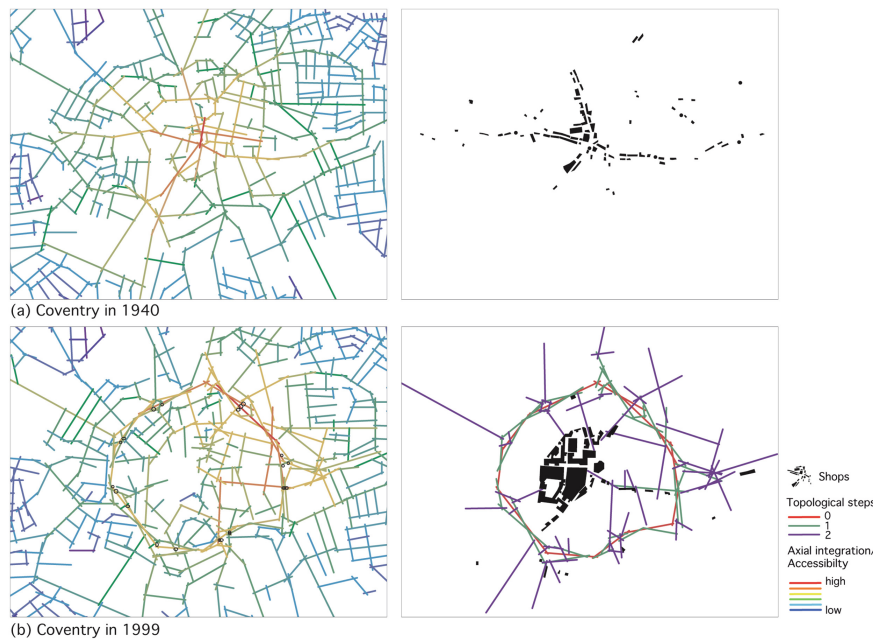 (a) Coventry in 1940
Shops
Topological steps
0
1
2
Axial integration/
Accessibilty
high
low
(b) Coventry in 1999